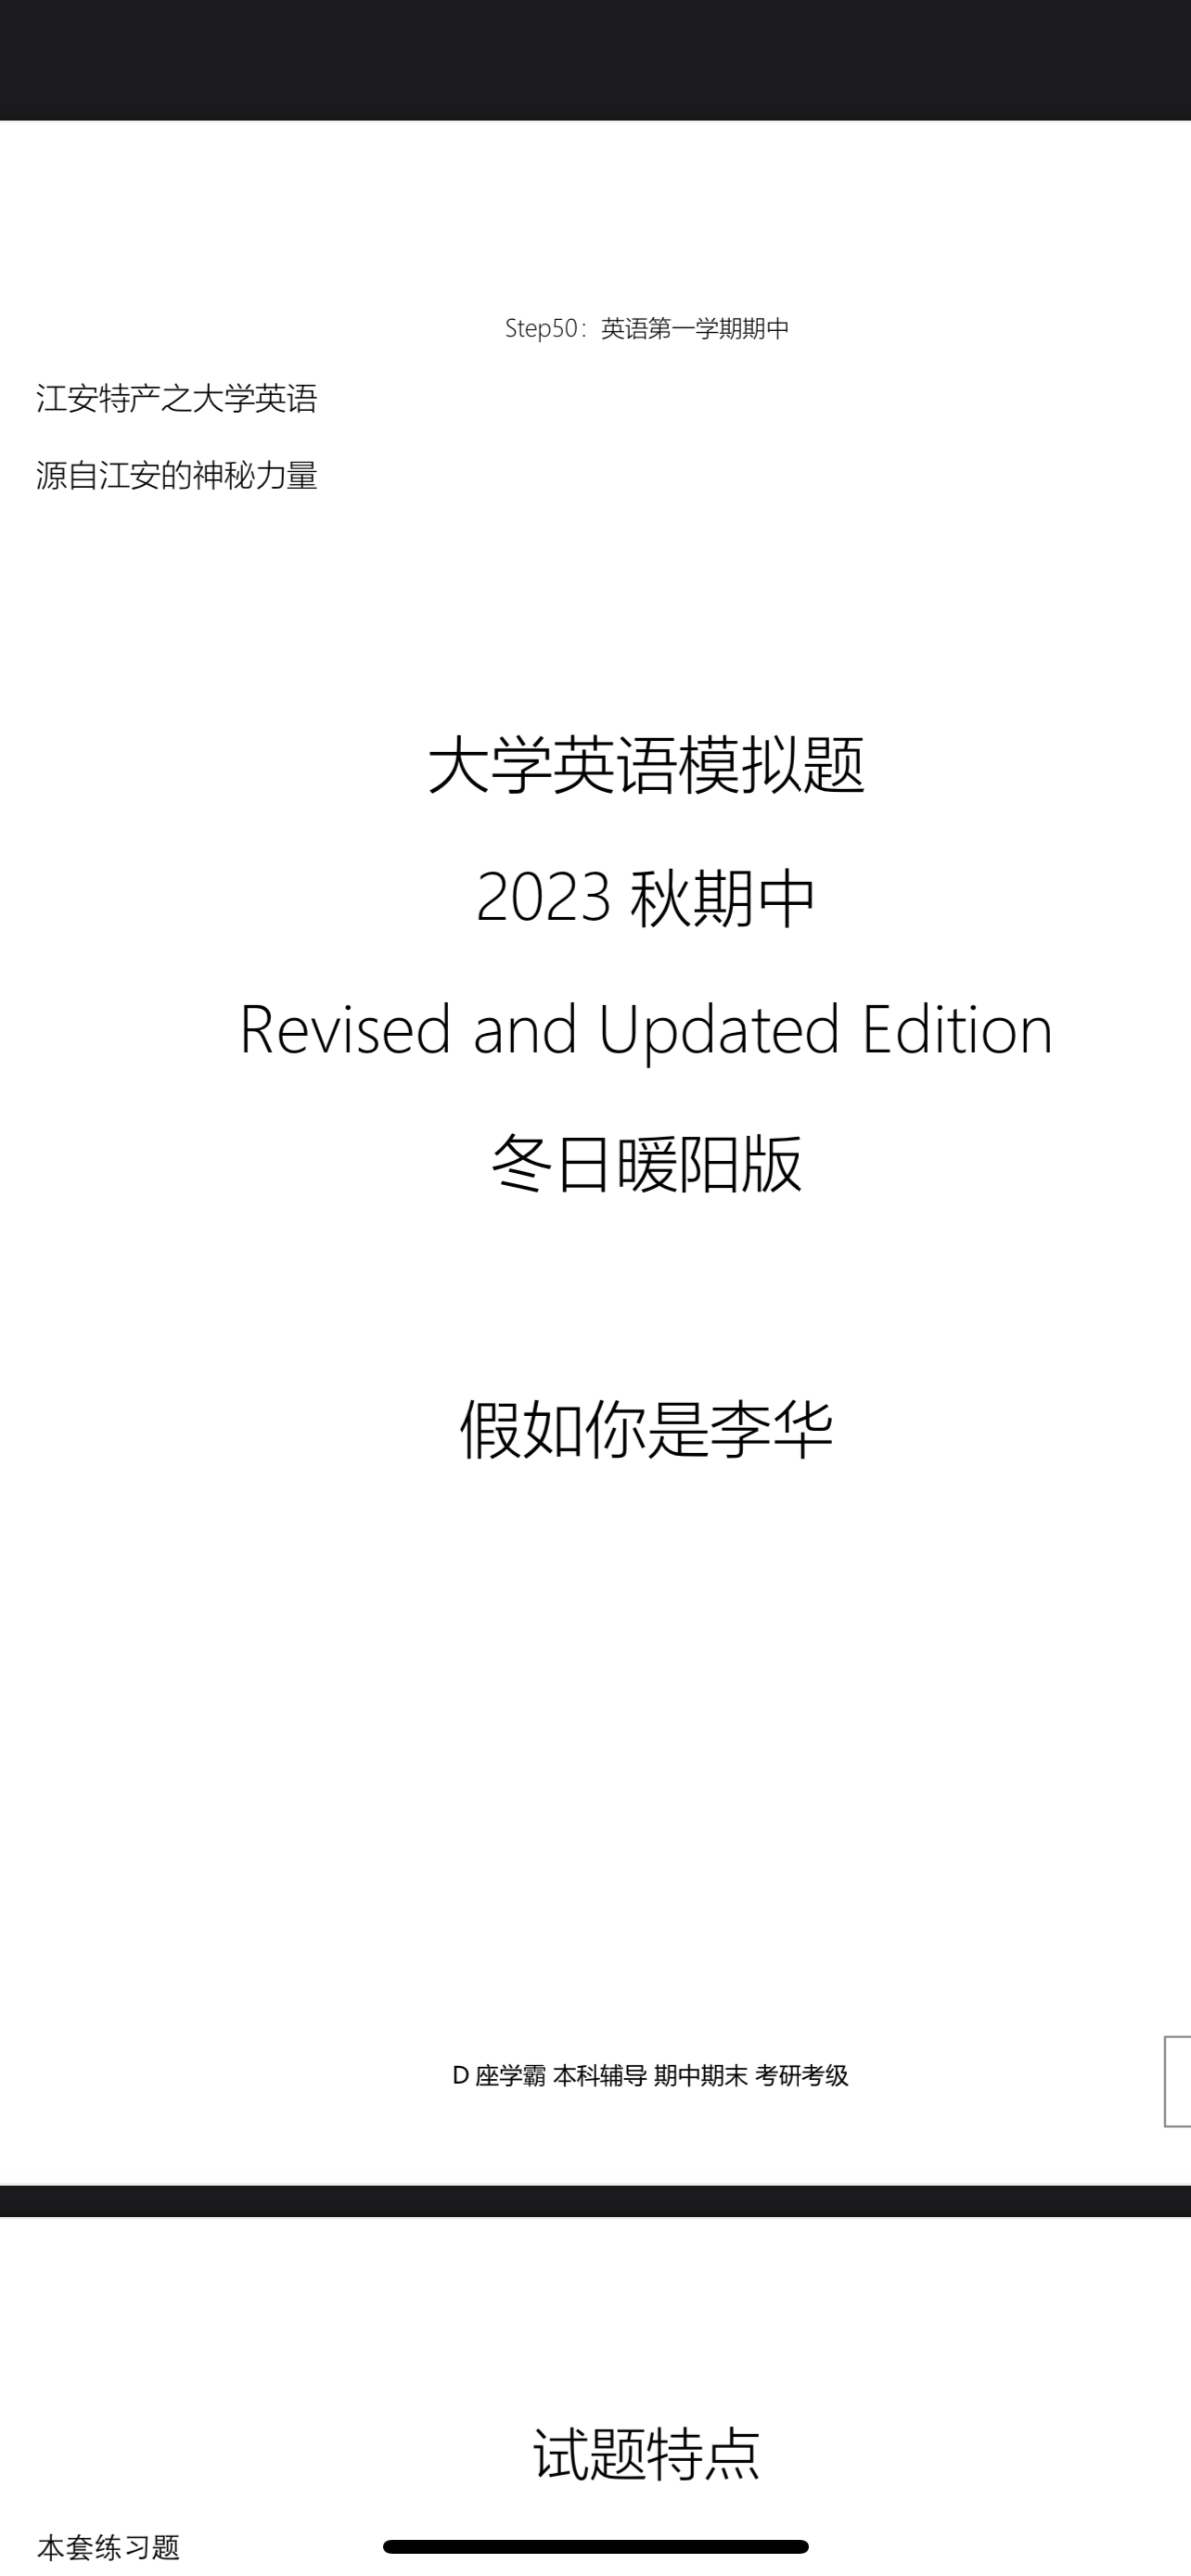 Step50：英语第一学期期中
江安特产之大学英语
源自江安的神秘力量
大学英语模拟题
2023 秋期中
Revised and Updated Edition
冬日暖阳版
假如你是李华
D 座学霸 本科辅导 期中期末 考研考级
试题特点
本套练习题